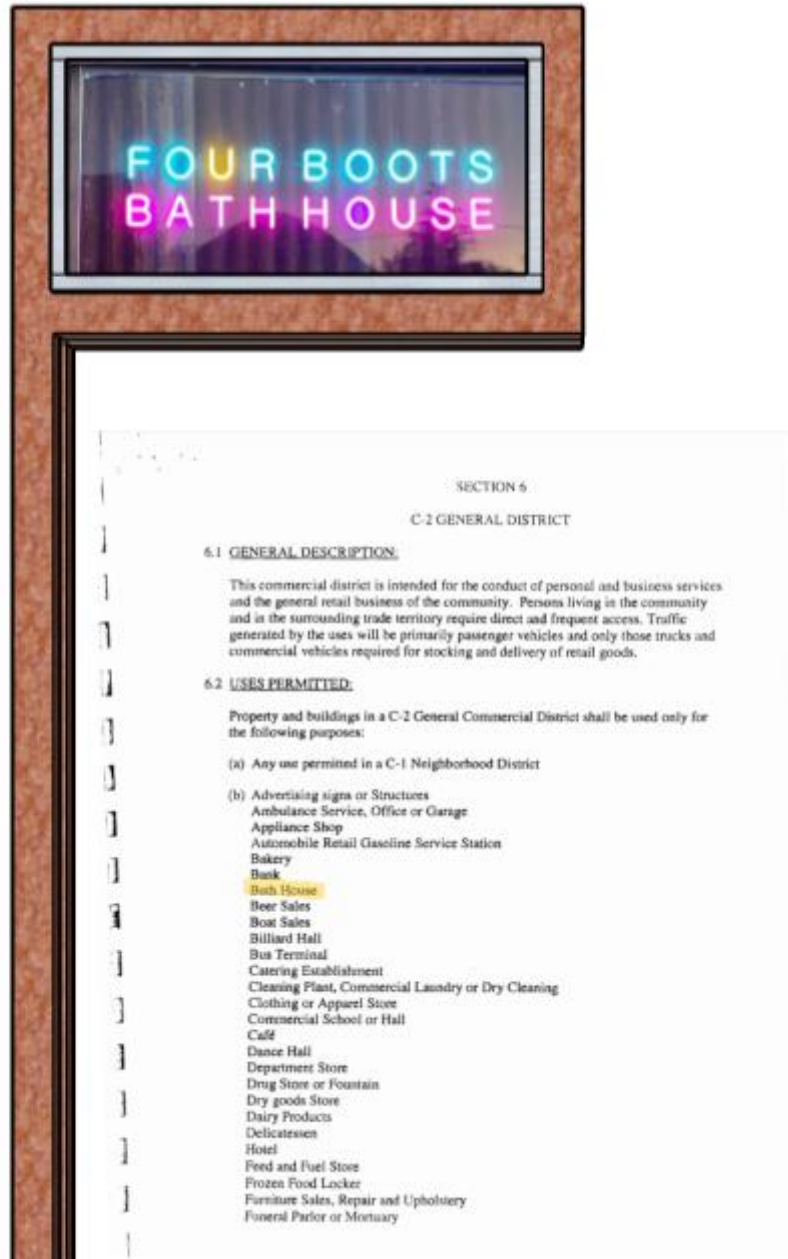 FOUR BOOTS
BATH HOUSE
SECTION 6
C-2 GENERAL DISTRICT
6.1 GENERAL DESCRIPTION:
This commercial district is intended for the conduct of personal and business services
and the general retail business of the community. Persons living in the community
and in the surrounding trade territory require direct and frequent access. Traffic
generated by the uses will be primarily passenger vehicles and only those trucks and
commercial vehicles required for stocking and delivery of retail goods.
6.2 USES PERMITTED:
Property and buildings in a C-2 General Commercial District shall be used only for
the following purposes:
(a) Any use permitted in a C-1 Neighborhood District
(b) Advertising signs or Structures
Ambulance Service, Office or Garage
Appliance Shop
Automobile Retail Gasoline Service Station
Bakery
Bank
Bath House
Beer Sales
Boat Sales
Billiard Hall
Bus Terminal
Catering Establishment
Cleaning Plant, Commercial Laundry or Dry Cleaning
Clothing or Apparel Store
Commercial School or Hall
Café
Dance Hall
Department Store
Drug Store or Fountain
Dry goods Store
Dairy Products
Delicatessen
Hotel
Feed and Fuel Store
Frozen Food Locker
Furniture Sales, Repair and Upholstery
Funeral Parlor or Mortuary